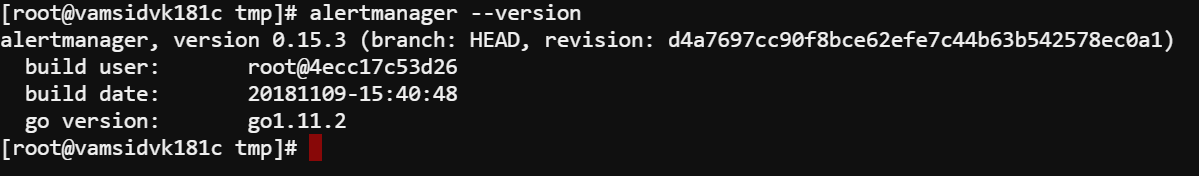 [root@vamsidvk181c tmp]# alertmanager --version
alertmanager, version 0.15.3 (branch: HEAD, revision: d4a7697cc90f8bce62efe7c44b63b542578ec0a1)
  build user:       root@4ecc17c53d26
  build date:       20181109-15:40:48
  go version:       go1.11.2
[root@vamsidvk181c tmp]#